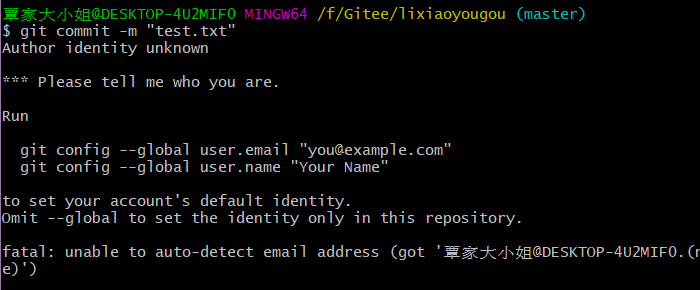 覃家大小姐@DESKTOP-4U2MIFO MINGW64 /f/Gitee/lixiaoyougou (master)
$ git commit -m "test.txt"
Author identity unknown
*** Please tell me who you are.
Run
git config --global user.email "you@example.com"
git config --global user.name "Your Name"
to set your account's default identity.
Omit --global to set the identity only in this repository.
fatal: unable to auto-detect email address (got '覃家大小姐@DESKTOP-4U2MIFO.(n
e)')